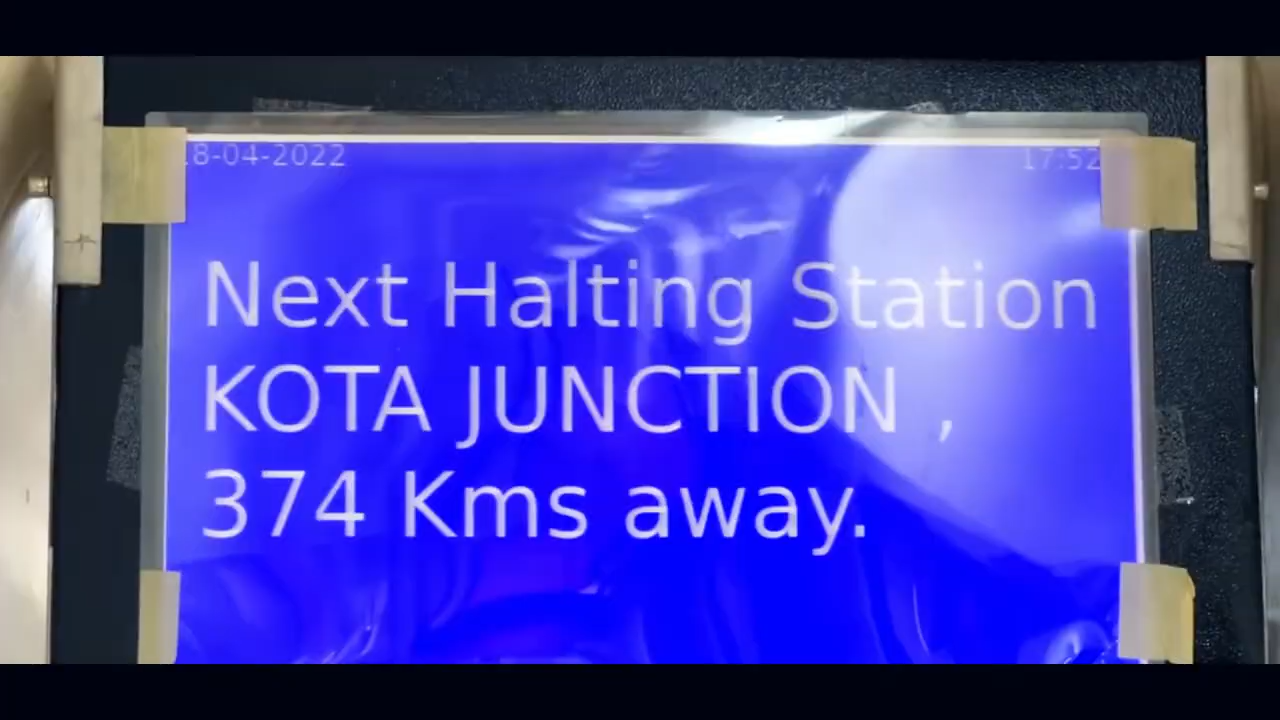 18-04-2022 17:52
Next Halting Station
KOTA JUNCTION ,
374 Kms away.